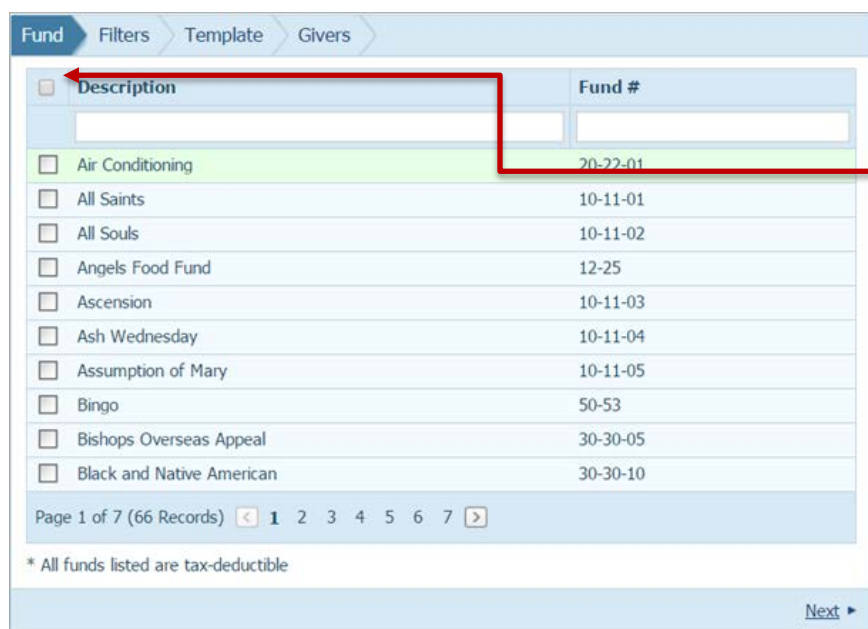 Fund Filters Template Givers
Description Fund #
Air Conditioning 20-22-01
All Saints 10-11-01
All Souls 10-11-02
Angels Food Fund 12-25
Ascension 10-11-03
Ash Wednesday 10-11-04
Assumption of Mary 10-11-05
Bingo 50-53
Bishops Overseas Appeal 30-30-05
Black and Native American 30-30-10
Page 1 of 7 (66 Records) < 1 2 3 4 5 6 7 >
* All funds listed are tax-deductible
Next ►